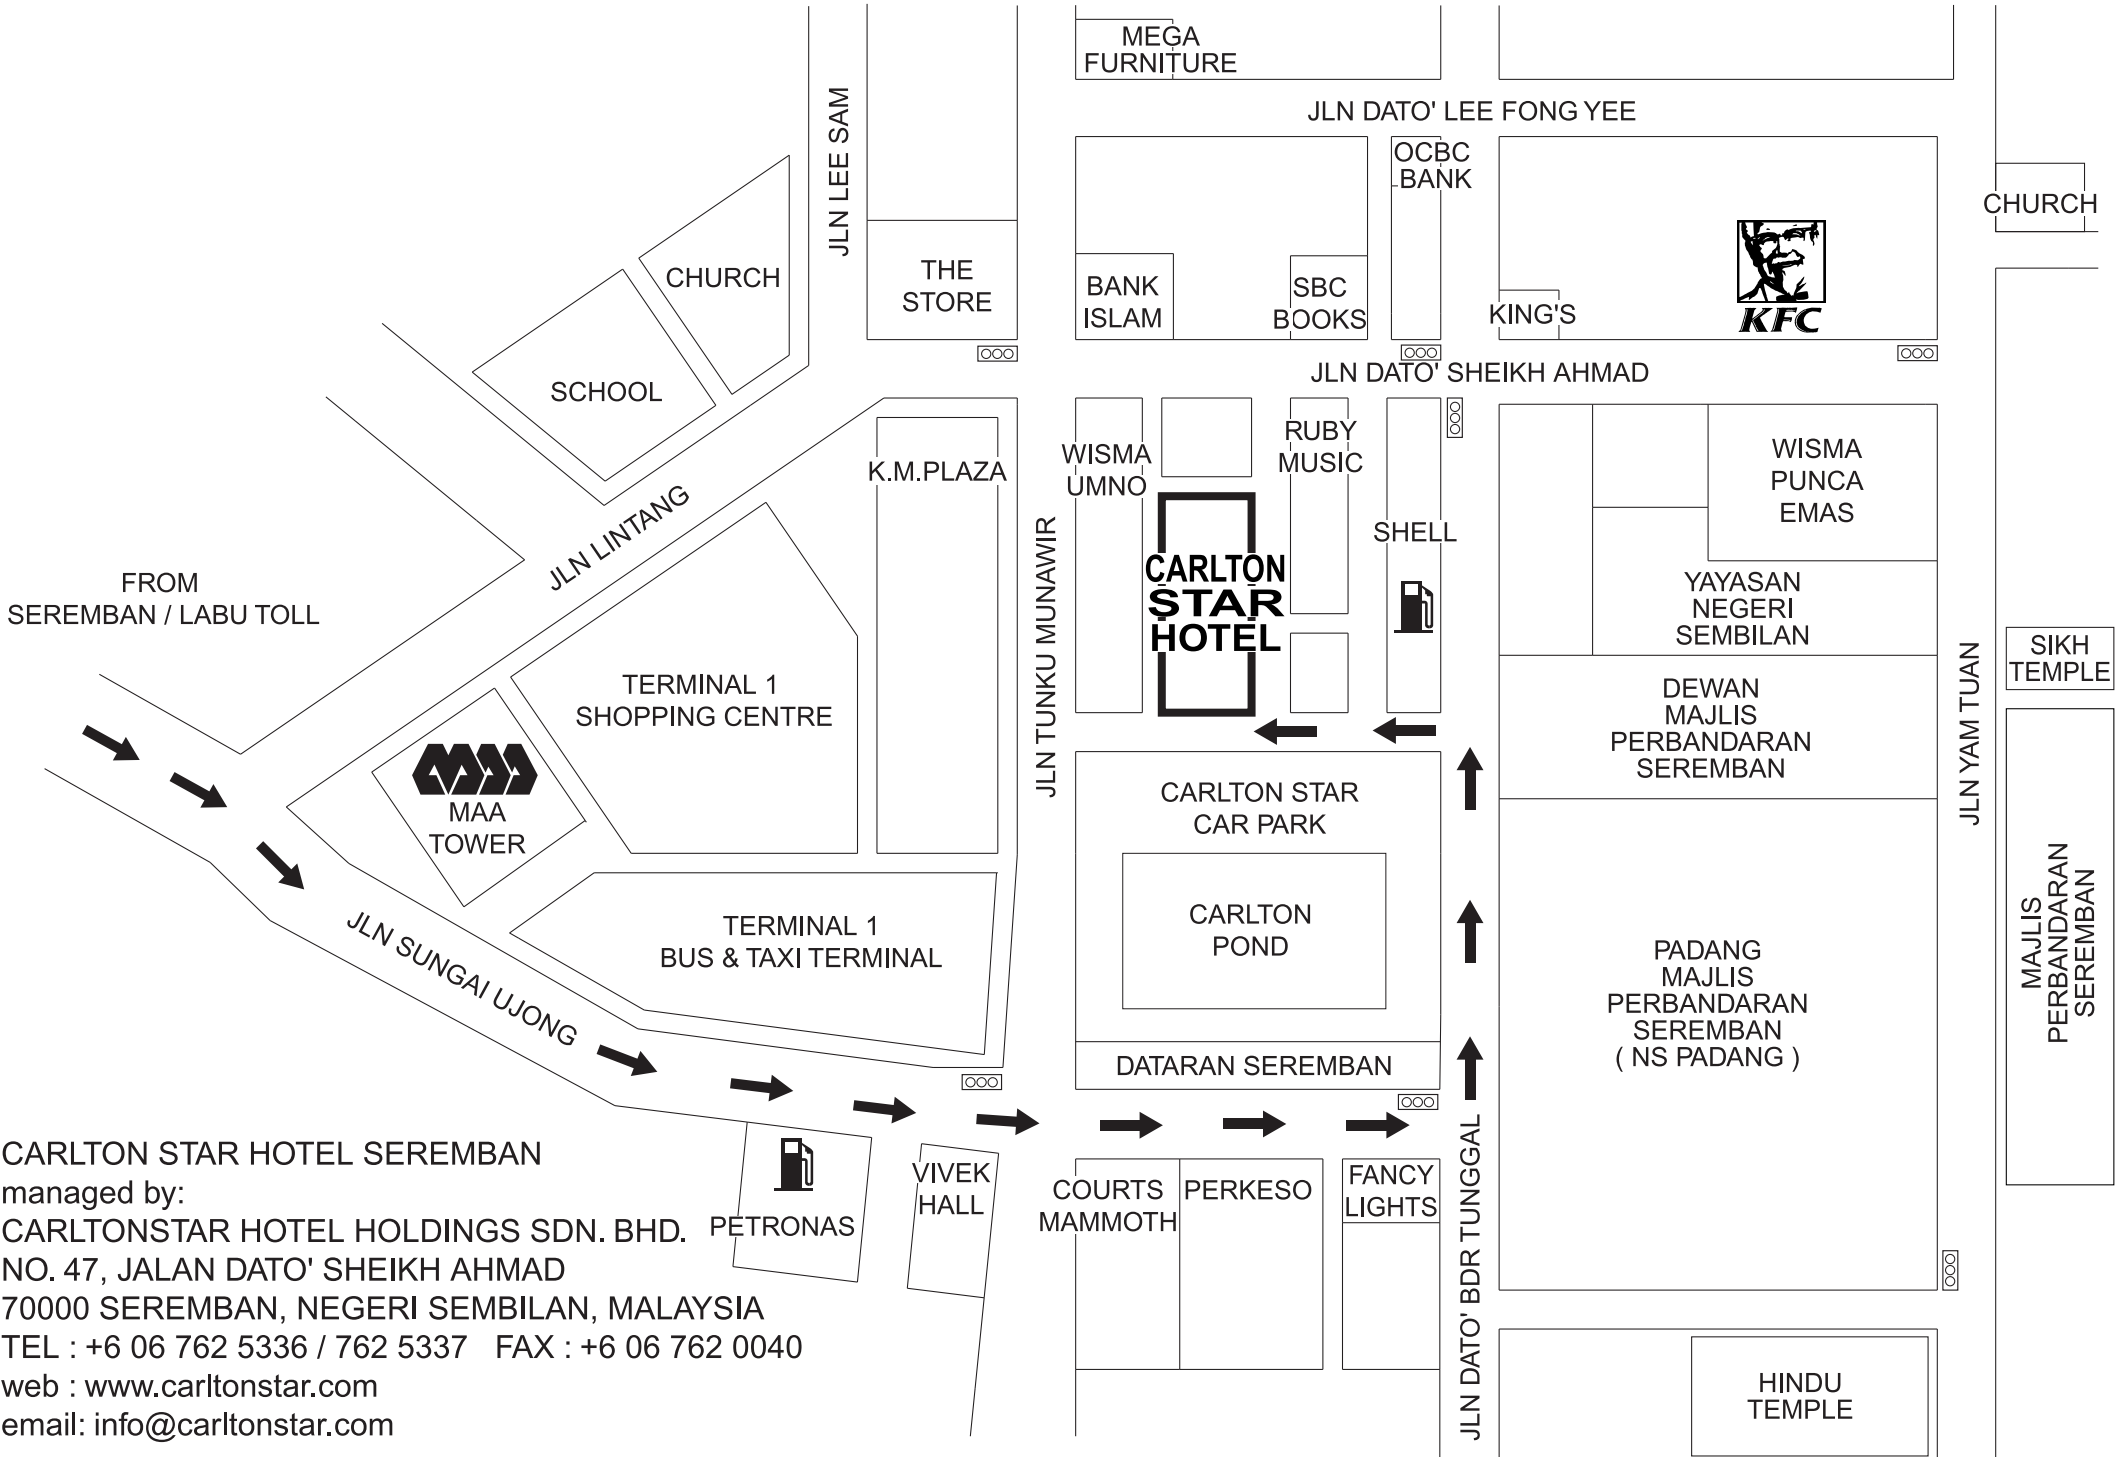 MEGA
FURNITURE
JLN DATO' LEE FONG YEE
JLN LEE SAM
OCBC
BANK
CHURCH
CHURCH
THE
STORE
BANK
ISLAM
SBC
BOOKS
KING'S
KFC
SCHOOL
JLN DATO' SHEIKH AHMAD
K.M.PLAZA
WISMA
UMNO
RUBY
MUSIC
SHELL
WISMA
PUNCA
EMAS
JLN LINTANG
JLN TUNKU MUNAWIR
CARLTON
STAR
HOTEL
FROM
SEREMBAN / LABU TOLL
YAYASAN
NEGERI
SEMBILAN
SIKH
TEMPLE
TERMINAL 1
SHOPPING CENTRE
DEWAN
MAJLIS
PERBANDARAN
SEREMBAN
JLN YAM TUAN
MAA
TOWER
CARLTON STAR
CAR PARK
CARLTON
POND
TERMINAL 1
BUS & TAXI TERMINAL
JLN SUNGAI UJONG
PADANG
MAJLIS
PERBANDARAN
SEREMBAN
( NS PADANG )
MAJLIS
PERBANDARAN
SEREMBAN
DATARAN SEREMBAN
JLN DATO' BDR TUNGGAL
PETRONAS
VIVEK
HALL
COURTS
MAMMOTH
PERKESO
FANCY
LIGHTS
HINDU
TEMPLE
CARLTON STAR HOTEL SEREMBAN
managed by:
CARLTONSTAR HOTEL HOLDINGS SDN. BHD.
NO. 47, JALAN DATO' SHEIKH AHMAD
70000 SEREMBAN, NEGERI SEMBILAN, MALAYSIA
TEL : +6 06 762 5336 / 762 5337 FAX : +6 06 762 0040
web : www.carltonstar.com
email: info@carltonstar.com